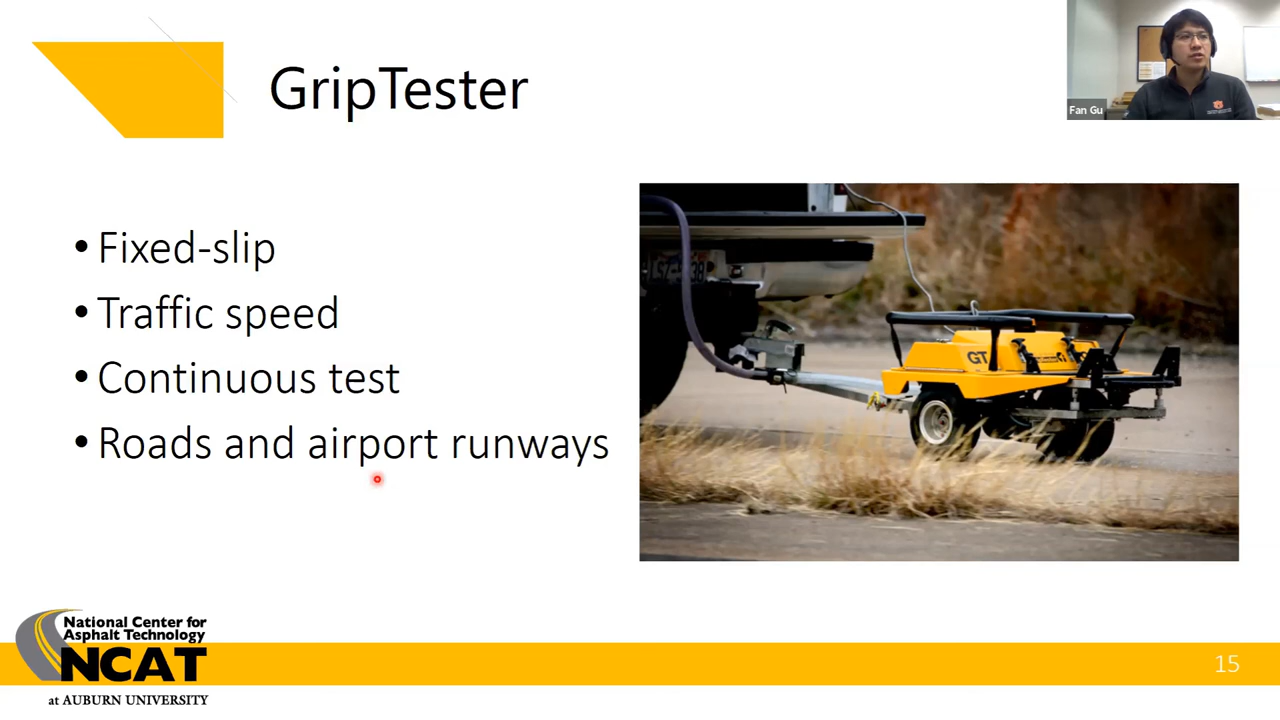 GripTester
Fan Gu
• Fixed-slip
• Traffic speed
• Continuous test
• Roads and airport runways
GT
National Center for
Asphalt Technology
NCAT
at AUBURN UNIVERSITY
15